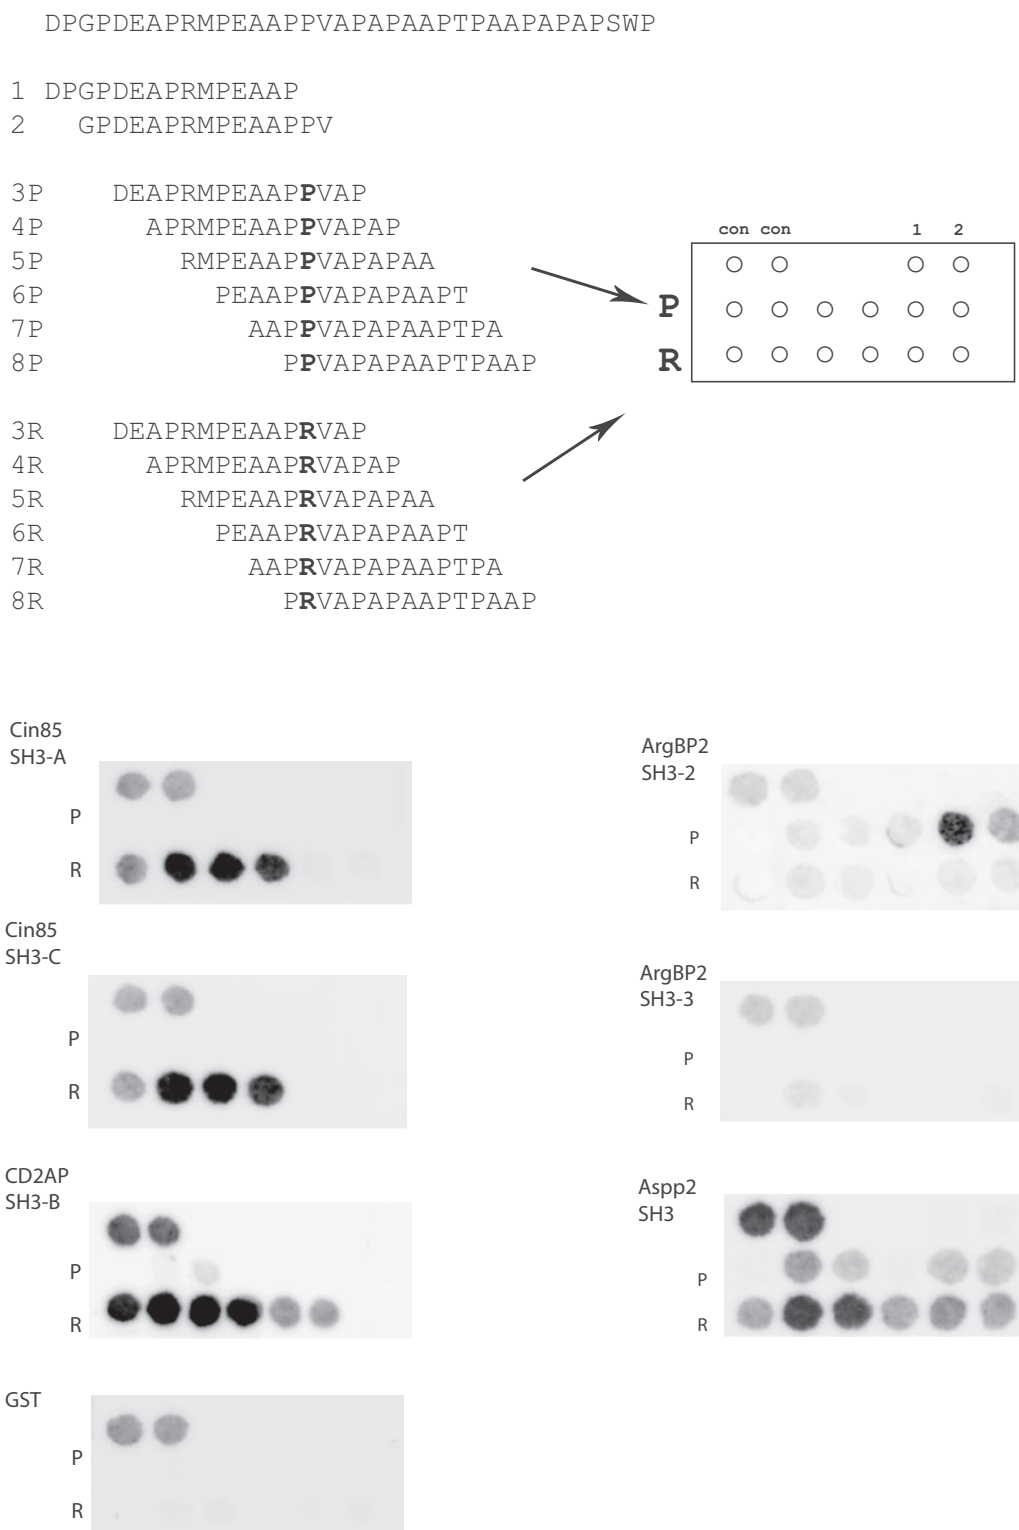 DPGPDEAPRMPEAAPPVAPAPAAPTPAAPAPAPSWP
1 DPGPDEAPRMPEAAP
2 GPDEAPRMPEAAPPV
3P DEAPRMPEAAPPVAP
4P APRMPEAAPPVAPAP
5P RMPEAAPPVAPAPAA
6P PEAAPPVAPAPAAPT
7P AAPPVAPAPAAPTPA
8P PPVAPAPAAPTPAAP
3R DEAPRMPEAAPRVAP
4R APRMPEAAPRVAPAP
5R RMPEAAPRVAPAPAA
6R PEAAPRVAPAPAAPT
7R AAPRVAPAPAAPTPA
8R PRVAPAPAAPTPAAP
con con 1 2
P
R
Cin85
SH3-A
P
R
Cin85
SH3-C
P
R
CD2AP
SH3-B
P
R
GST
P
R
ArgBP2
SH3-2
P
R
ArgBP2
SH3-3
P
R
Aspp2
SH3
P
R